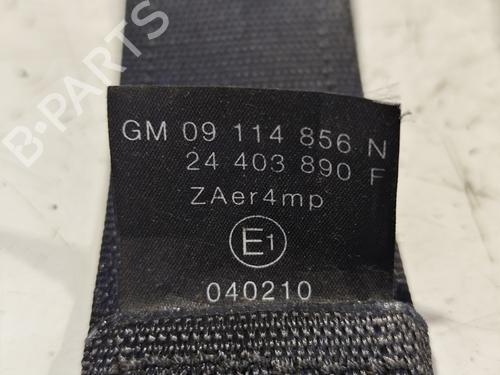 B-PARTS
GM 09 114 856 N
24 403 890 F
ZAer4mp
E1
040210